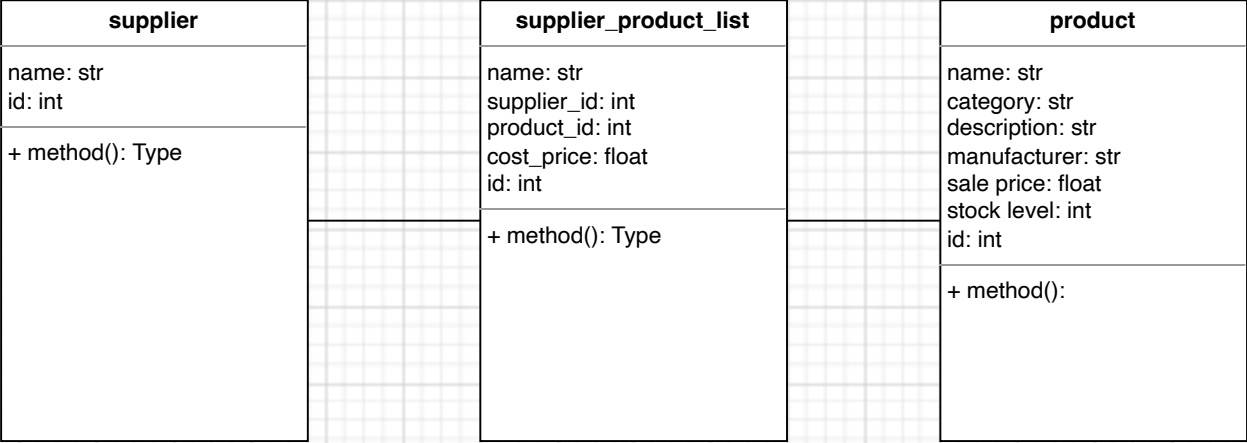 supplier
name: str
id: int
+ method(): Type
supplier_product_list
name: str
supplier_id: int
product_id: int
cost_price: float
id: int
+ method(): Type
product
name: str
category: str
description: str
manufacturer: str
sale price: float
stock level: int
id: int
+ method():